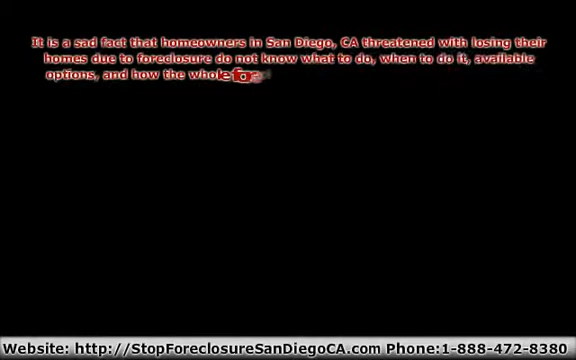 It is a sad fact that homeowners in San Diego, CA threatened with losing their
homes due to foreclosure do not know what to do, when to do it, available
options, and how the whole
Website: http://StopForeclosureSanDiegoCA.com Phone:1-888-472-8380